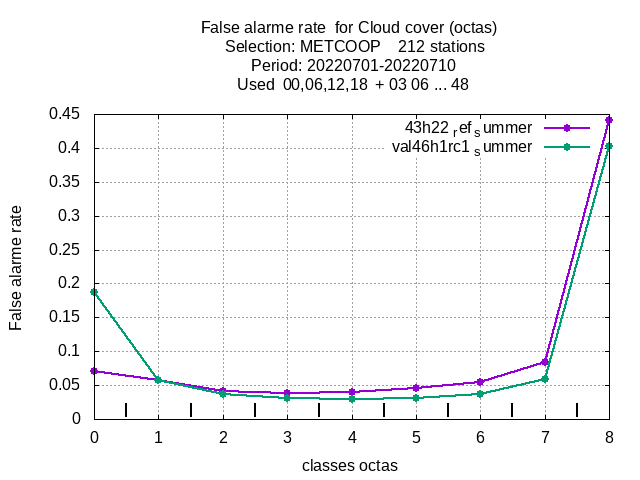 False alarme rate  for Cloud cover (octas)
Selection: METCOOP    212 stations
Period: 20220701-20220710
Used  00,06,12,18  + 03 06 ... 48
43h22 ref summer
val46h1rc1 summer
0.45
0.4
0.35
0.3
0.25
0.2
0.15
0.1
0.05
0
False alarme rate
0 1 2 3 4 5 6 7 8
classes octas